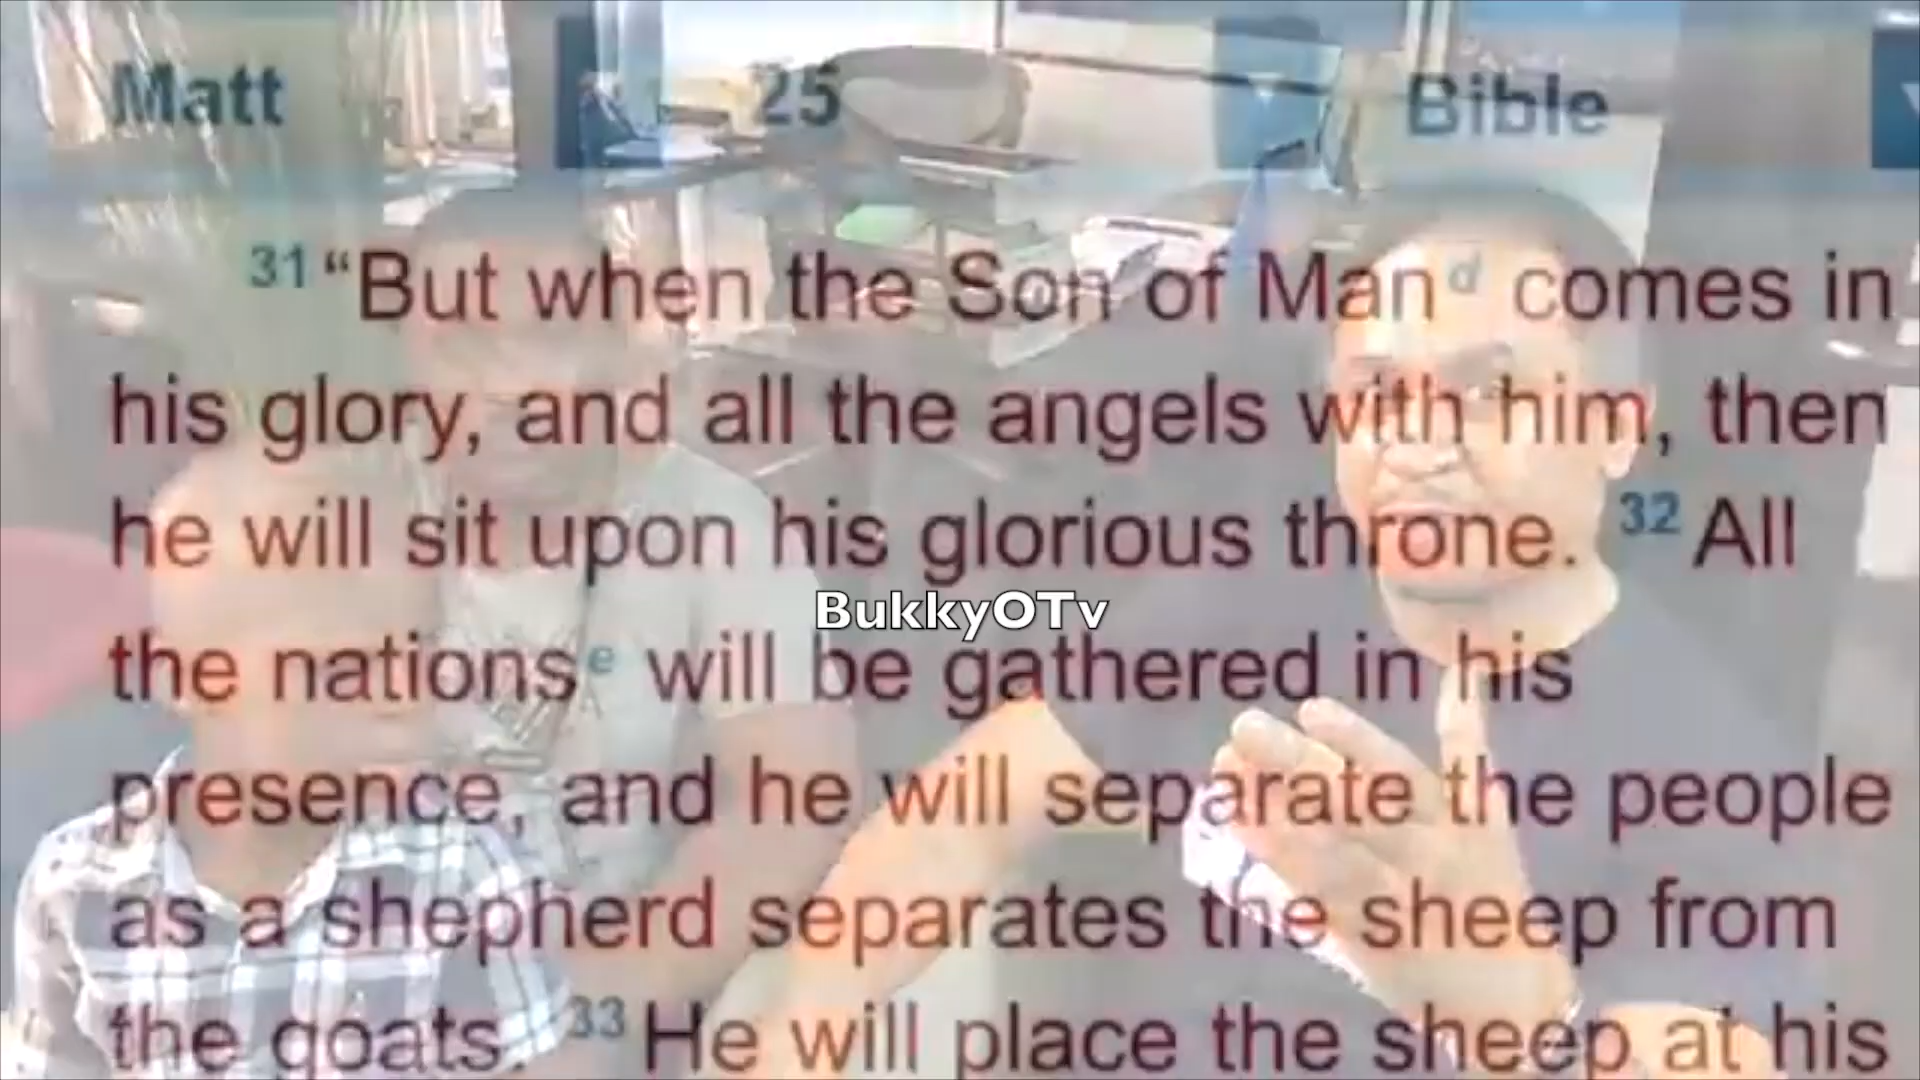 Matt 25 Bible
31 “But when the Son of Man d comes in
his glory, and all the angels with him, then
he will sit upon his glorious throne. 32 All
BukkyOTv
the nations e will be gathered in his
presence, and he will separate the people
as a shepherd separates the sheep from
the goats. 33 He will place the sheep at his